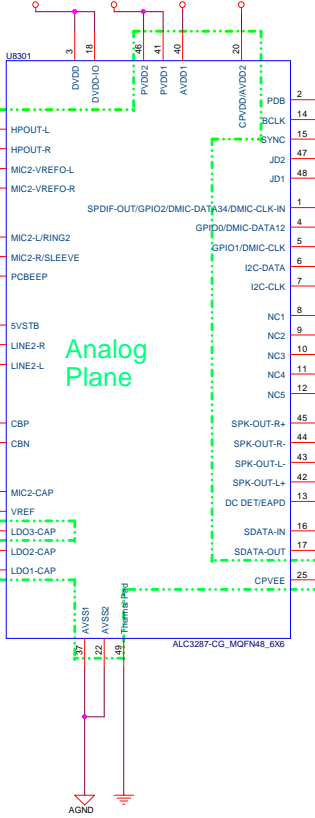 U8301
3
18
46
41
40
20
DVDD
DVDD-IO
PVDD2
PVDD1
AVDD1
CPVDD/AVDD2
PDB 2
BCLK 14
HPOUT-L
SYNC 15
HPOUT-R
JD2 47
MIC2-VREFO-L
JD1 48
MIC2-VREFO-R
SPDIF-OUT/GPIO2/DMIC-DATA34/DMIC-CLK-IN 1
GPIO0/DMIC-DATA12 4
MIC2-L/RING2
GPIO1/DMIC-CLK 5
MIC2-R/SLEEVE
I2C-DATA 6
PCBEEP
I2C-CLK 7
NC1 8
5VSTB
NC2 9
LINE2-R
NC3 10
LINE2-L
NC4 11
NC5 12
Analog
Plane
CBP
SPK-OUT-R+ 45
CBN
SPK-OUT-R- 44
SPK-OUT-L- 43
SPK-OUT-L+ 42
MIC2-CAP
DC DET/EAPD 13
VREF
LDO3-CAP
SDATA-IN 16
LDO2-CAP
SDATA-OUT 17
LDO1-CAP
CPVEE 25
AVSS1
AVSS2
Thermal Pad
37
22
49
ALC3287-CG_MQFN48_6X6
AGND